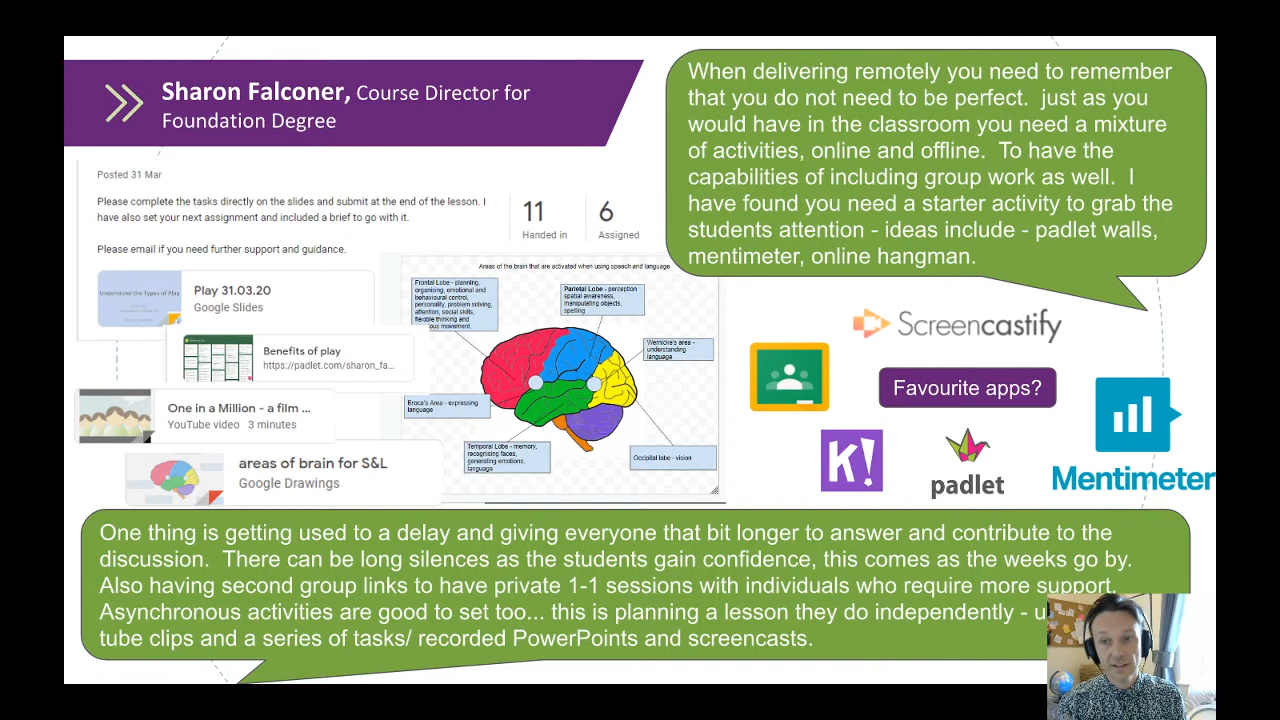 Sharon Falconer, Course Director for
Foundation Degree
When delivering remotely you need to remember
that you do not need to be perfect.  just as you
would have in the classroom you need a mixture
of activities, online and offline.  To have the
capabilities of including group work as well.  I
have found you need a starter activity to grab the
students attention - ideas include - padlet walls,
mentimeter, online hangman.
Posted 31 Mar
Please complete the tasks directly on the slides and submit at the end of the lesson. I
have also set your next assignment and included a brief to go with it.
Please email if you need further support and guidance.
11
Handed in
6
Assigned
Understand the Types of Play
Play 31.03.20
Google Slides
Benefits of play
https://padlet.com/sharon_fa...
One in a Million - a film ...
YouTube video   3 minutes
areas of brain for S&L
Google Drawings
Areas of the brain that are activated when using speech and language
Frontal Lobe - planning,
organising, emotional and
behavioural control,
personality, problem solving,
attention, social skills,
flexible thinking and
ous movement.
Parietal Lobe - perception
spatial awareness,
manipulating objects,
spelling
Wernicke's area -
understanding
language
Broca's Area - expressing
language
Temporal Lobe - memory,
recognising faces,
generating emotions,
language
Occipital lobe - vision
Screencastify
Favourite apps?
K!
padlet
Mentimeter
One thing is getting used to a delay and giving everyone that bit longer to answer and contribute to the
discussion.  There can be long silences as the students gain confidence, this comes as the weeks go by.
Also having second group links to have private 1-1 sessions with individuals who require more support.
Asynchronous activities are good to set too... this is planning a lesson they do independently - u
tube clips and a series of tasks/ recorded PowerPoints and screencasts.